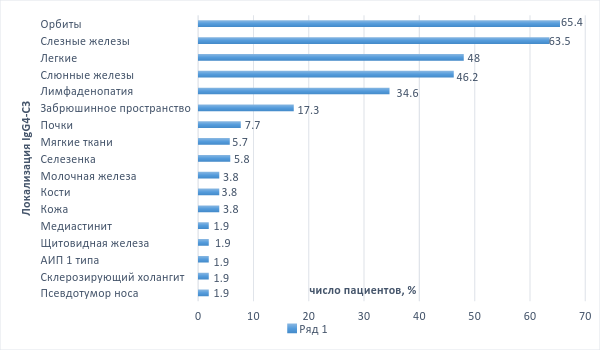 Локализация IgG4-СЗ
Орбиты 65.4
Слезные железы 63.5
Легкие 48
Слюнные железы 46.2
Лимфаденопатия 34.6
Забрюшинное пространство 17.3
Почки 7.7
Мягкие ткани 5.7
Селезенка 5.8
Молочная железа 3.8
Кости 3.8
Кожа 3.8
Медиастинит 1.9
Щитовидная железа 1.9
АИП 1 типа 1.9
Склерозирующий холангит 1.9
Псевдотумор носа 1.9
число пациентов, %
0 10 20 30 40 50 60 70
Ряд 1